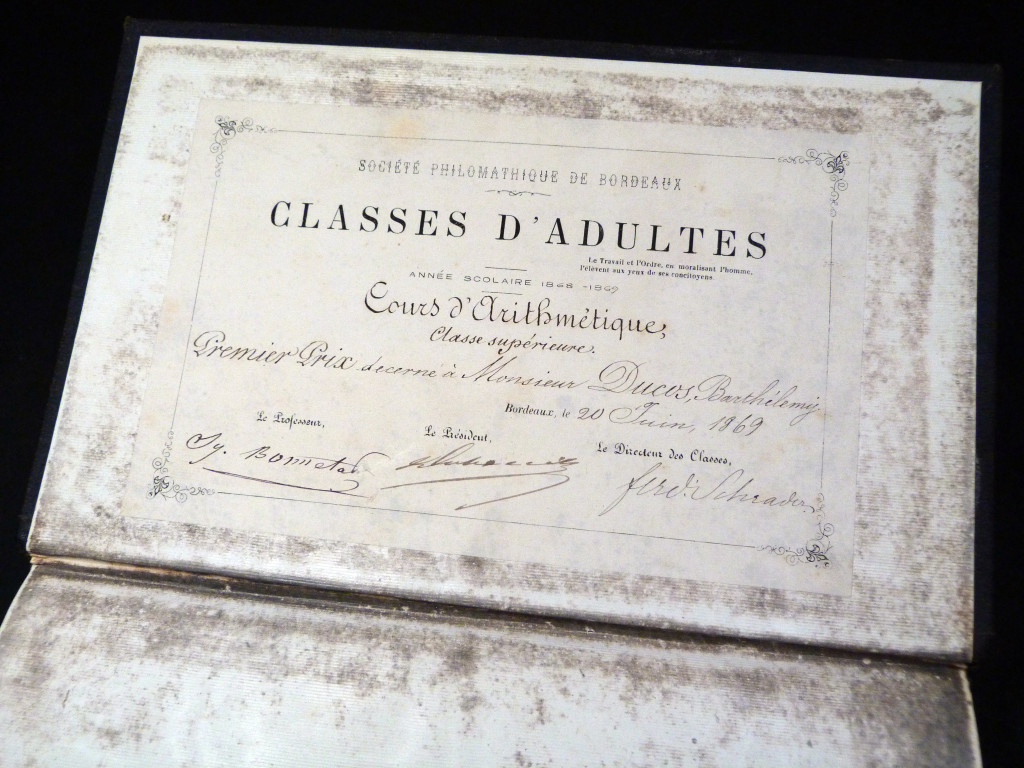 SOCIÉTÉ PHILOMATHIQUE DE BORDEAUX
CLASSES D'ADULTES
Le Travail et l'Ordre, en moralisant l'homme,
l'élèvent aux yeux de ses concitoyens.
ANNÉE SCOLAIRE 1868-1869
Cours d'Arithmétique,
Classe supérieure.
Premier Prix décerné à Monsieur Ducos, Barthélemy
Bordeaux, le 20 Juin, 1869
Le Professeur,
Le Président,
Le Directeur des Classes,
ferd. Schrader